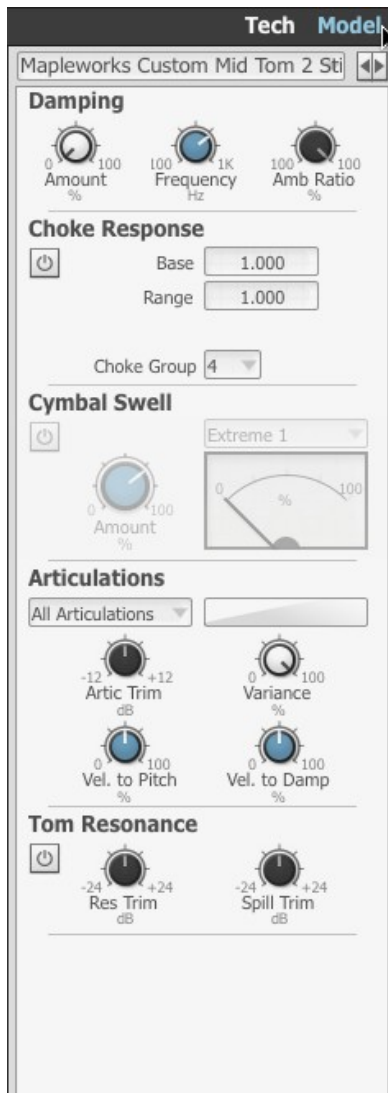 Tech Model
Mapleworks Custom Mid Tom 2 Sti
Damping
0 100 100 1K 100 100
Amount Frequency Amb Ratio
% Hz %
Choke Response
Base 1.000
Range 1.000
Choke Group 4
Cymbal Swell
Extreme 1
0 % 100
0 100
Amount
%
Articulations
All Articulations
-12 +12 0 100
Artic Trim Variance
dB %
0 100 0 100
Vel. to Pitch Vel. to Damp
% %
Tom Resonance
-24 +24 -24 +24
Res Trim Spill Trim
dB dB